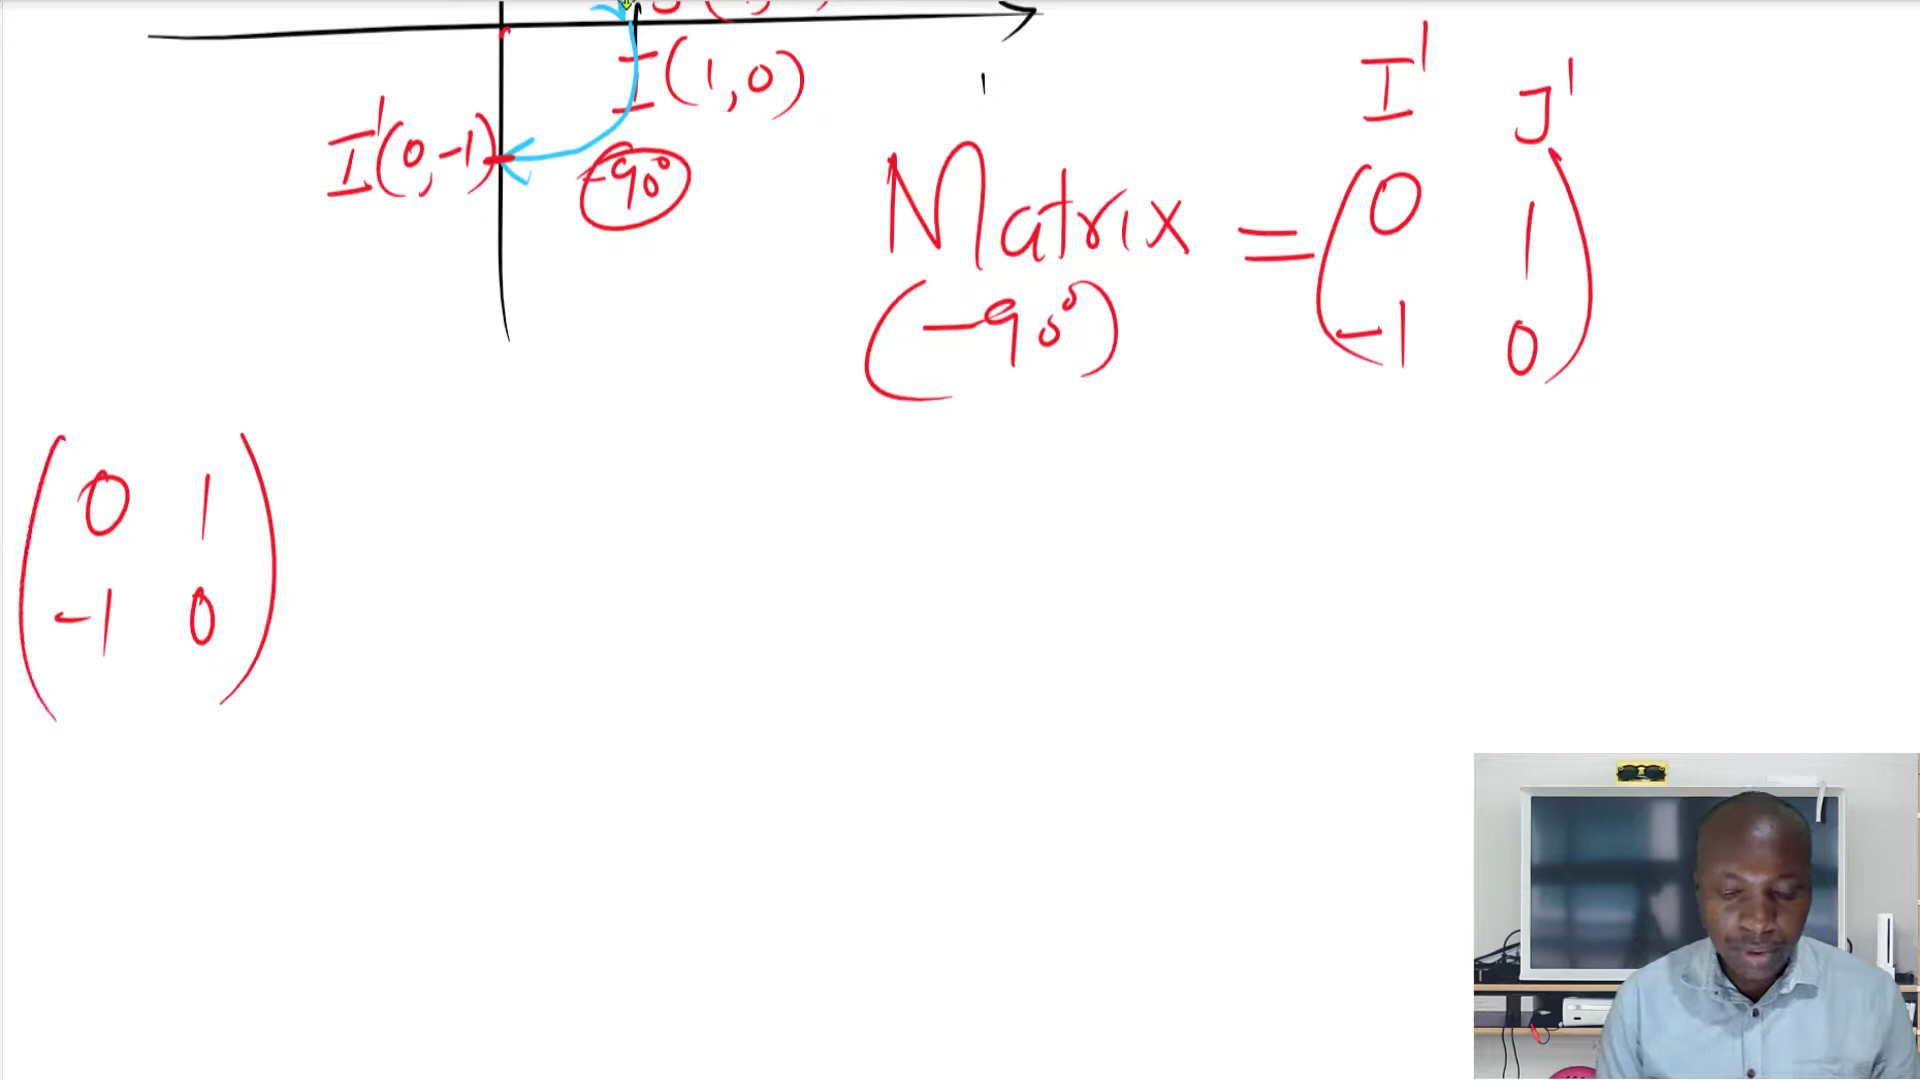 I(1,0)
I'(0,-1)
-90°
I' J'
Matrix = (0 1
(-90°) -1 0)
(0 1
-1 0)